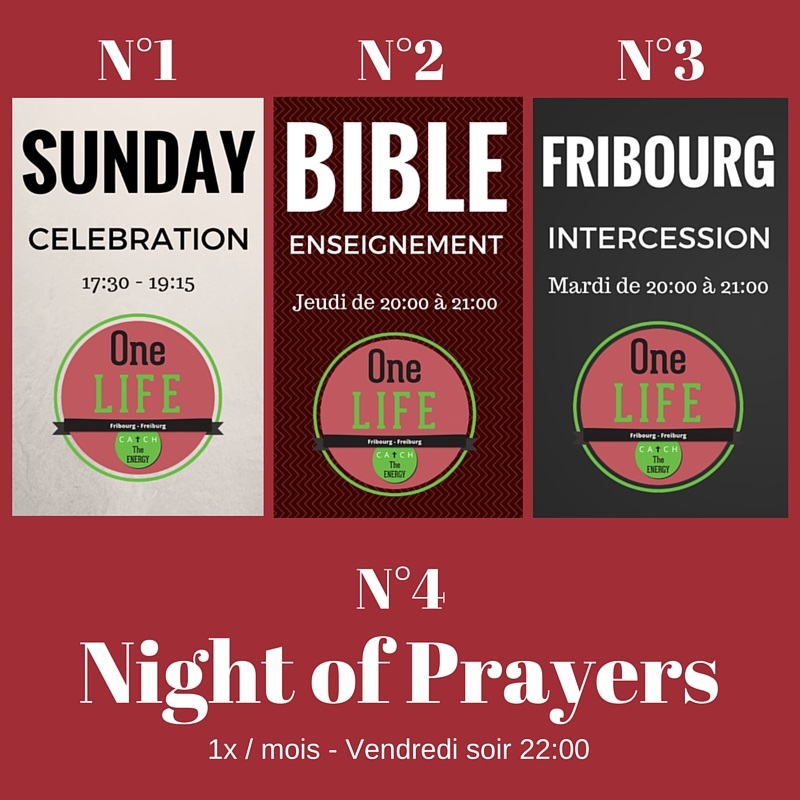 N°1
SUNDAY
CELEBRATION
17:30 - 19:15
One
LIFE
Fribourg - Freiburg
CATCH
The
ENERGY
N°2
BIBLE
ENSEIGNEMENT
Jeudi de 20:00 à 21:00
One
LIFE
Fribourg - Freiburg
CATCH
The
ENERGY
N°3
FRIBOURG
INTERCESSION
Mardi de 20:00 à 21:00
One
LIFE
Fribourg - Freiburg
CATCH
The
ENERGY
N°4
Night of Prayers
1x / mois - Vendredi soir 22:00